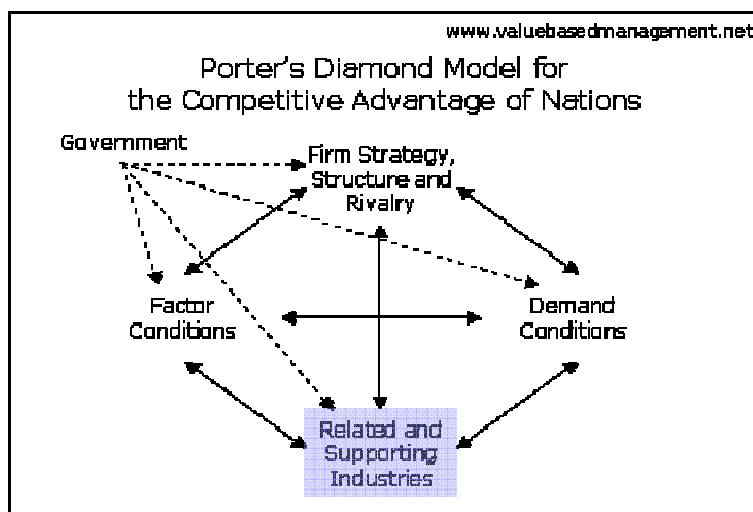 www.valuebasedmanagement.net
Porter's Diamond Model for
the Competitive Advantage of Nations
Government
Firm Strategy,
Structure and
Rivalry
Factor
Conditions
Demand
Conditions
Related and
Supporting
Industries